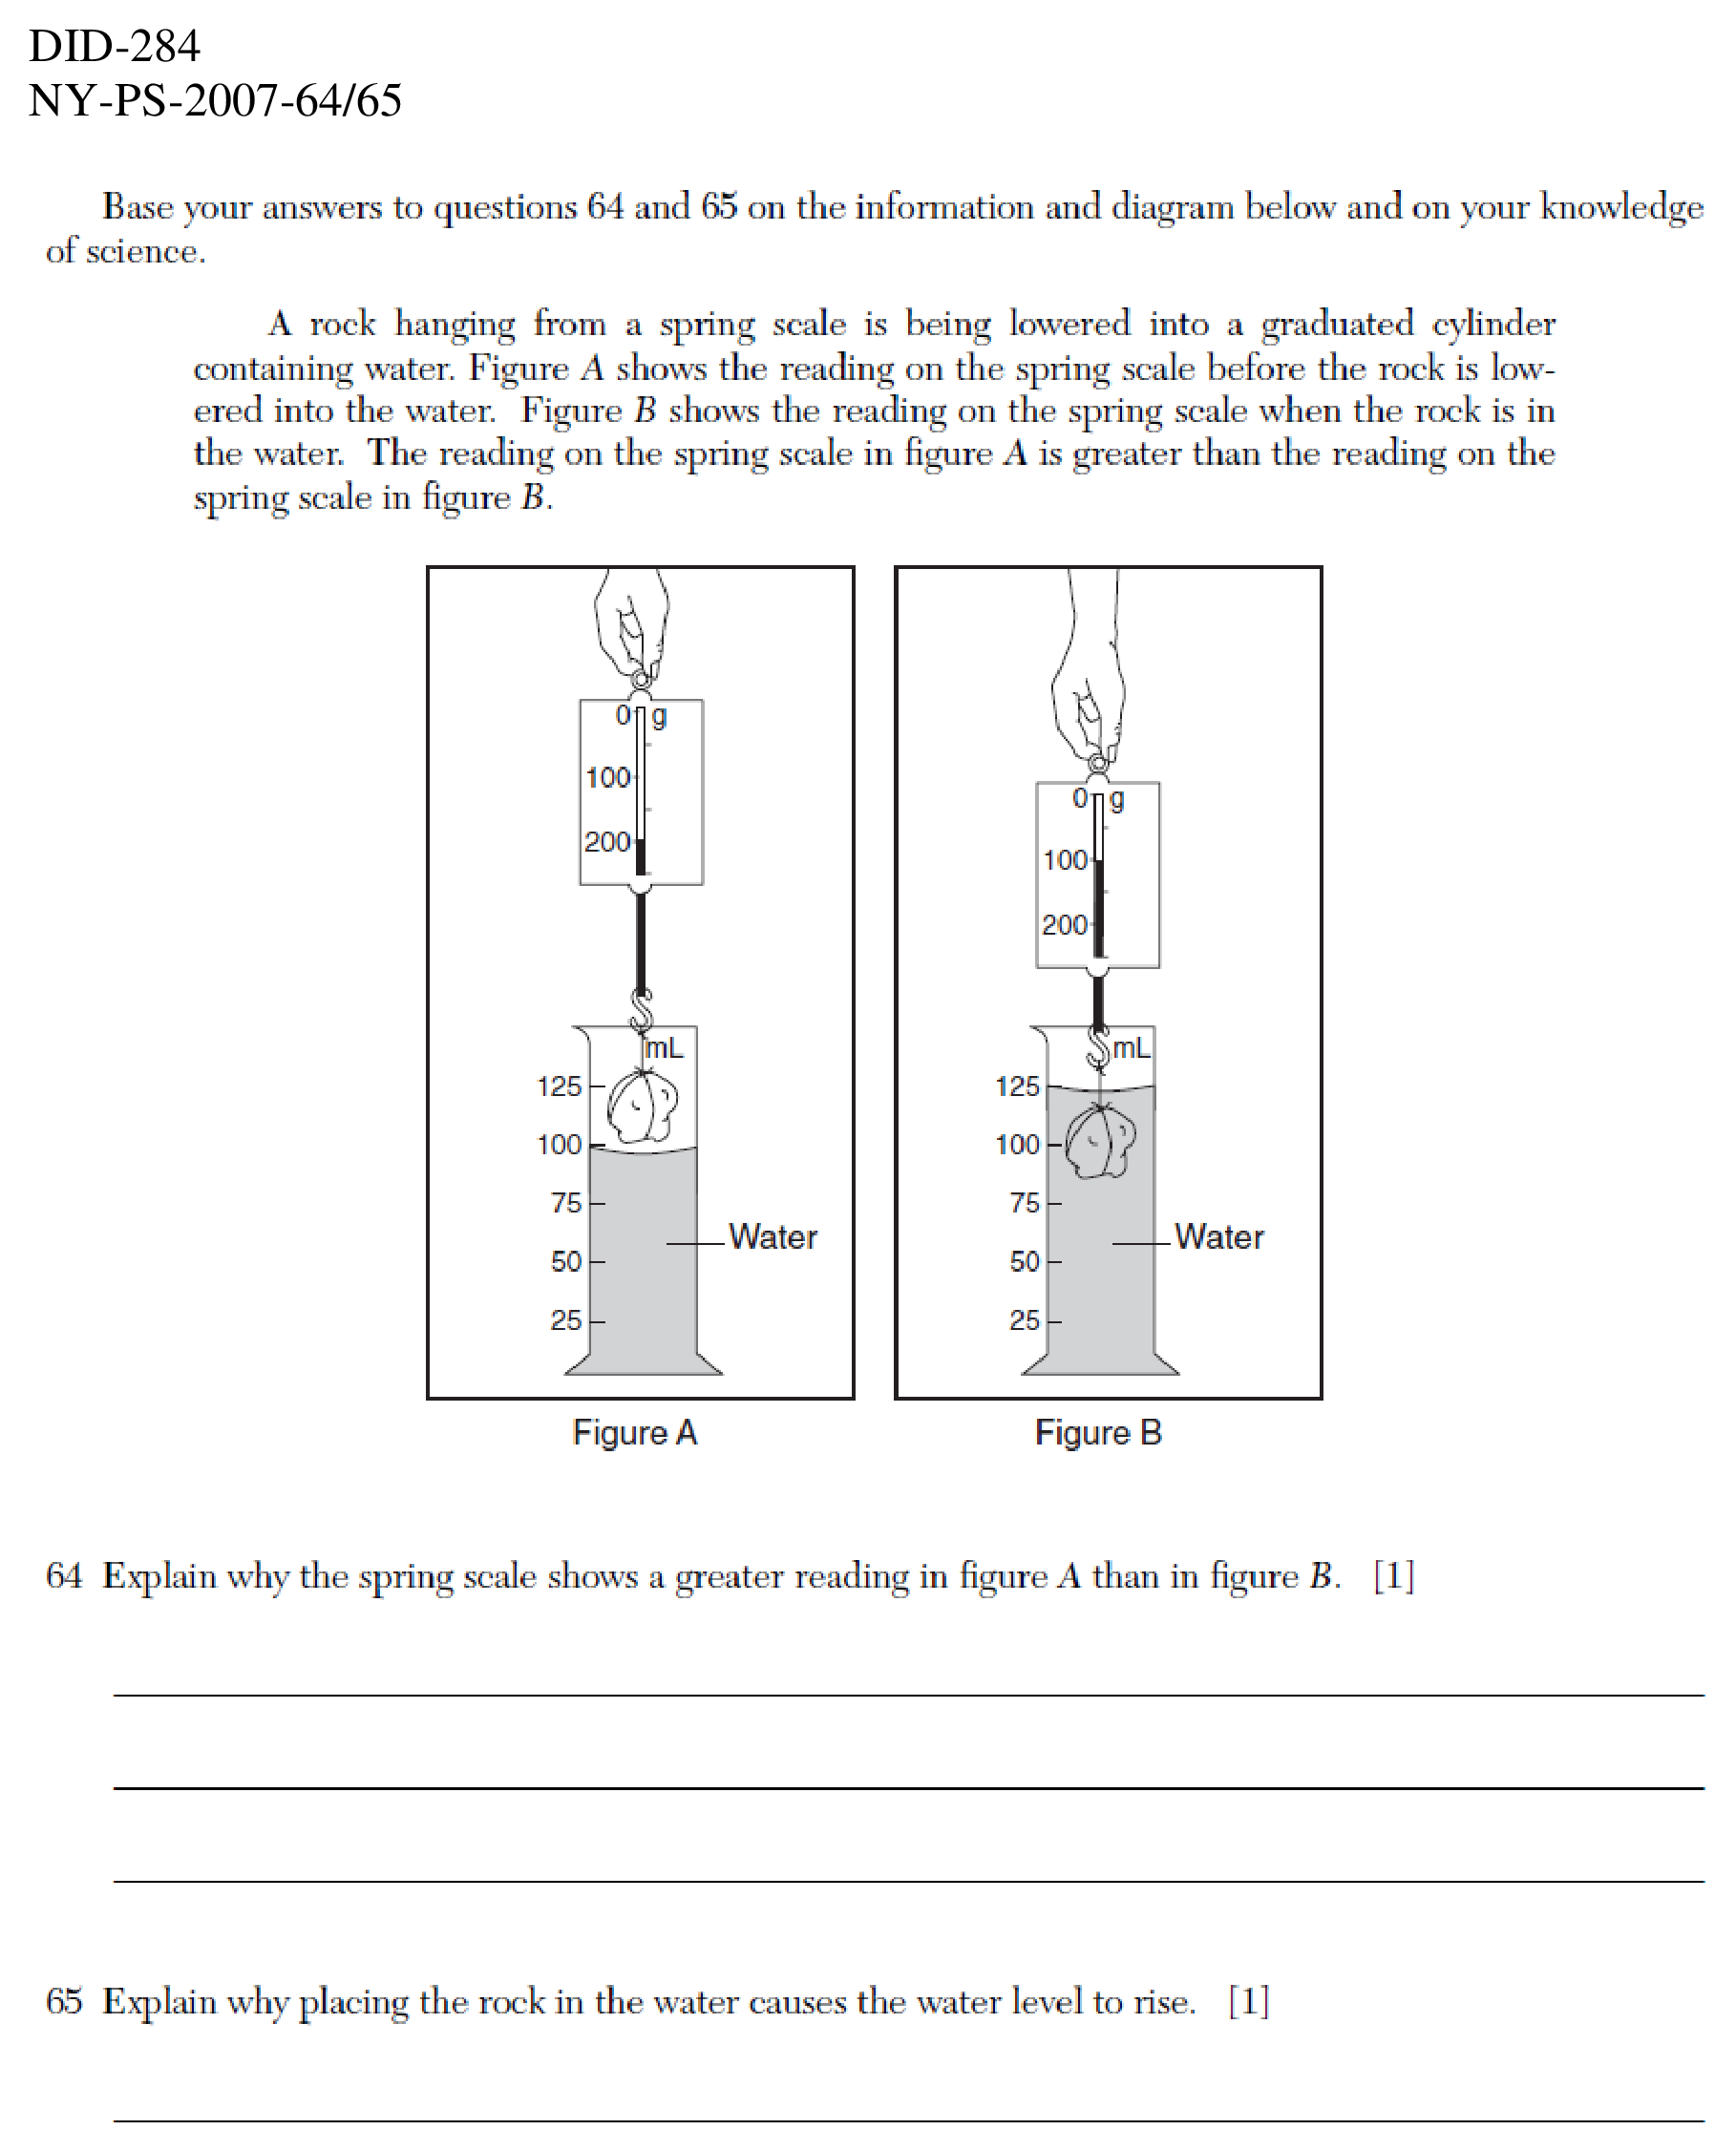 DID-284
NY-PS-2007-64/65
Base your answers to questions 64 and 65 on the information and diagram below and on your knowledge
of science.
A rock hanging from a spring scale is being lowered into a graduated cylinder
containing water. Figure A shows the reading on the spring scale before the rock is low-
ered into the water. Figure B shows the reading on the spring scale when the rock is in
the water. The reading on the spring scale in figure A is greater than the reading on the
spring scale in figure B.
0 g
100
200
mL
125
100
75
50
25
Water
Figure A
0 g
100
200
mL
125
100
75
50
25
Water
Figure B
64 Explain why the spring scale shows a greater reading in figure A than in figure B. [1]
65 Explain why placing the rock in the water causes the water level to rise. [1]